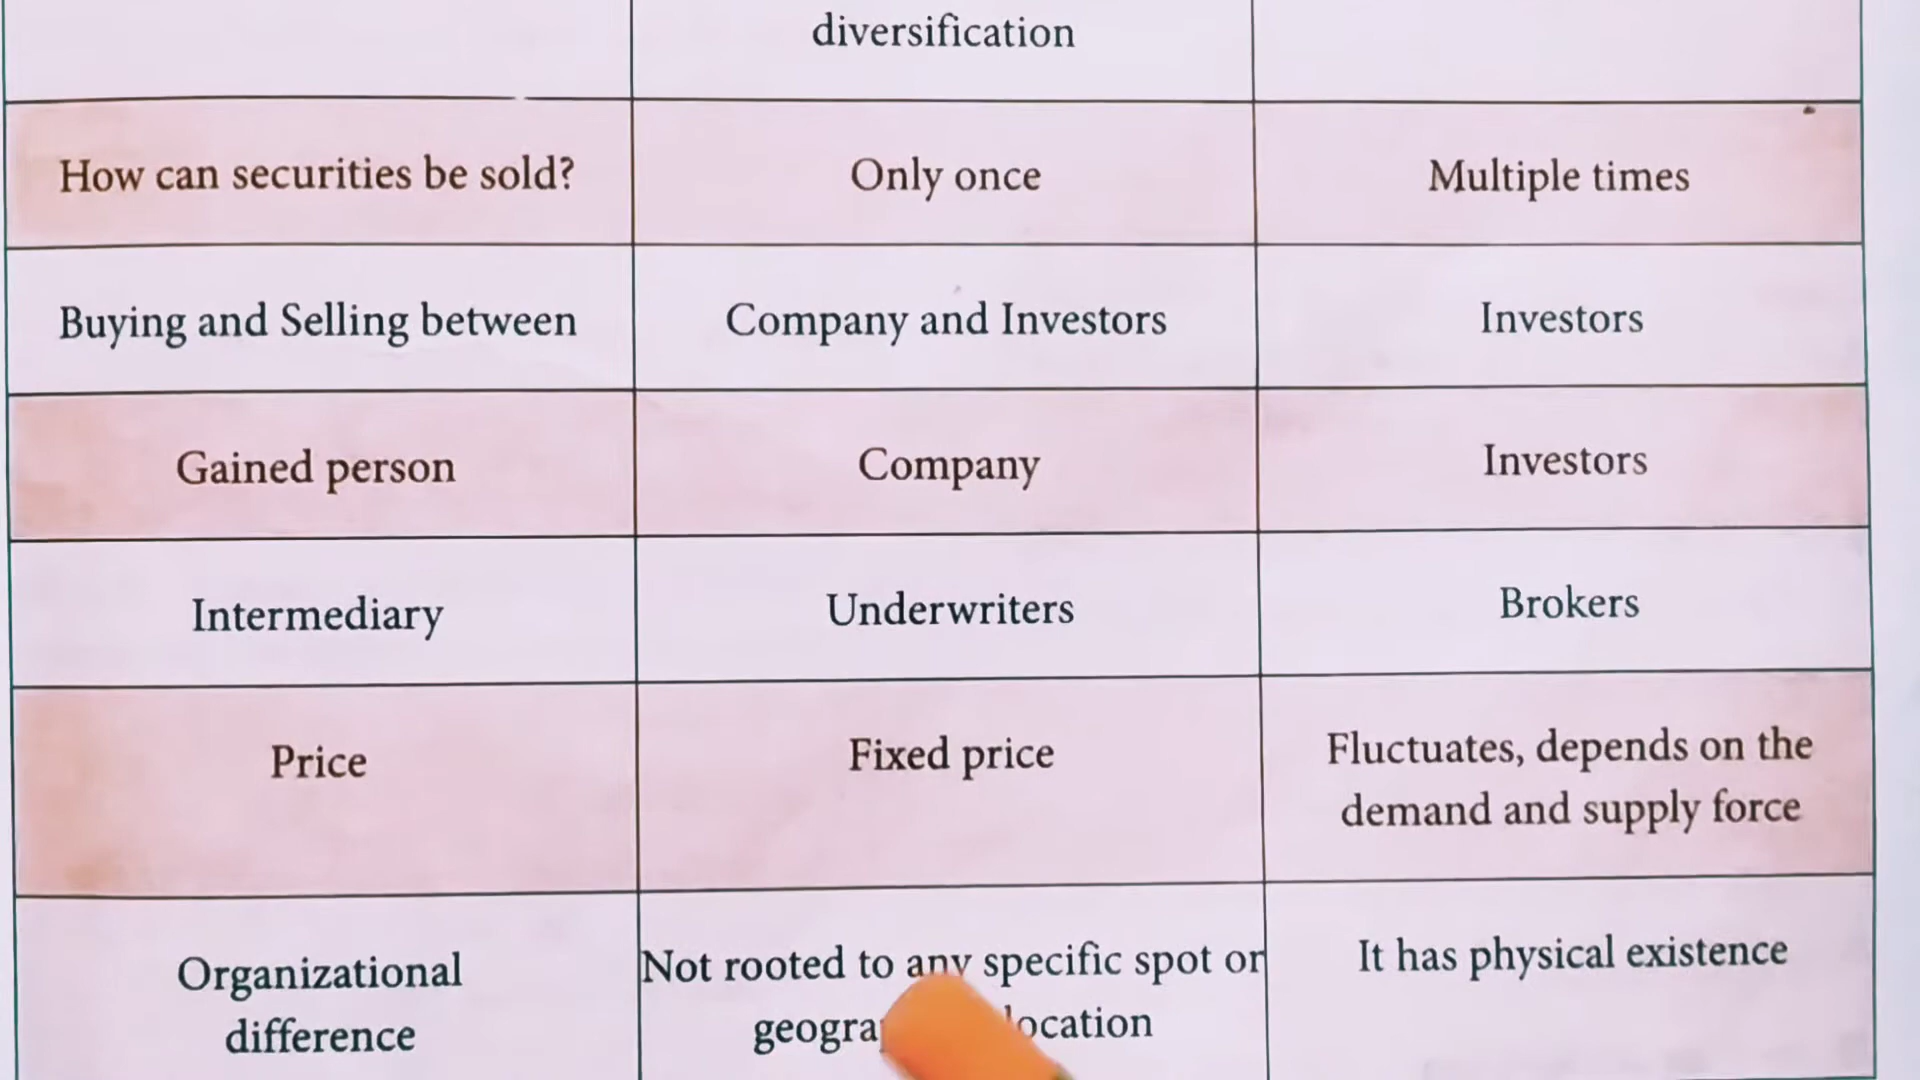 diversification
How can securities be sold?
Only once
Multiple times
Buying and Selling between
Company and Investors
Investors
Gained person
Company
Investors
Intermediary
Underwriters
Brokers
Price
Fixed price
Fluctuates, depends on the
demand and supply force
Organizational
difference
Not rooted to any specific spot or
It has physical existence